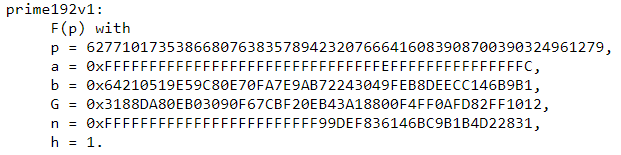 prime192v1:
F(p) with
p = 6277101735386680763835789423207666416083908700390324961279,
a = 0xFFFFFFFFFFFFFFFFFFFFFFFFFFFFFFFEFFFFFFFFFFFFFFFC,
b = 0x64210519E59C80E70FA7E9AB72243049FEB8DEECC146B9B1,
G = 0x3188DA80EB03090F67CBF20EB43A18800F4FF0AFD82FF1012,
n = 0xFFFFFFFFFFFFFFFFFFFFFFFF99DEF836146BC9B1B4D22831,
h = 1.